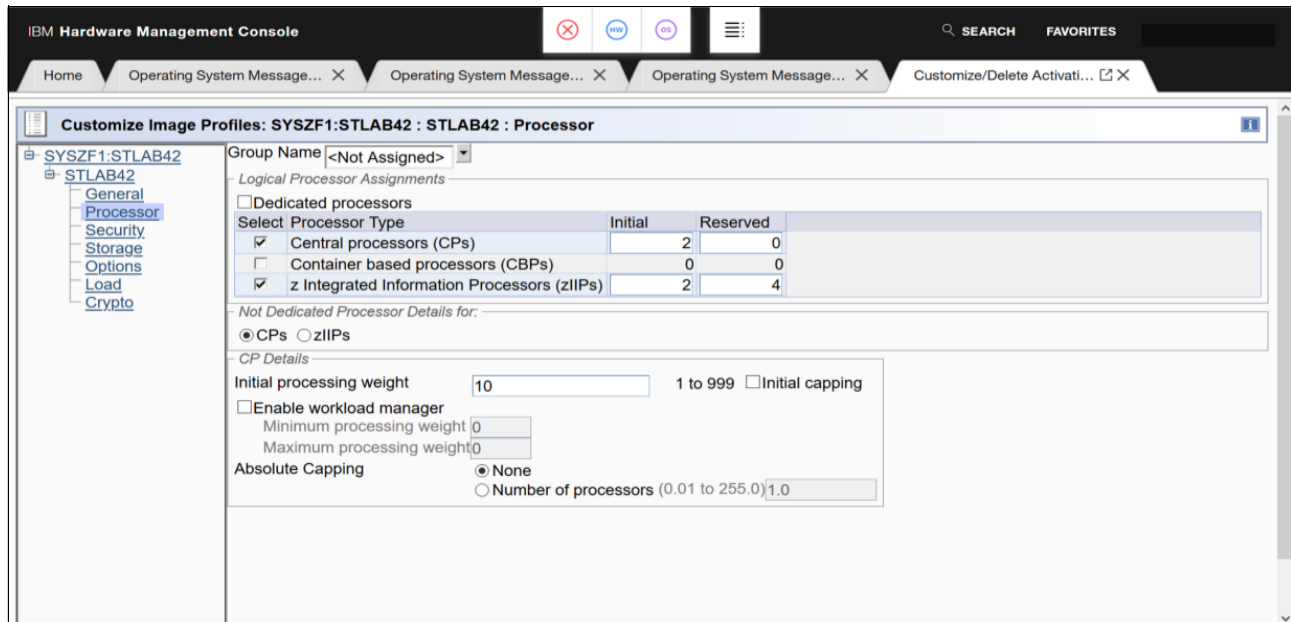 IBM Hardware Management Console
HW
OS
SEARCH
FAVORITES
Home
Operating System Message...
Operating System Message...
Operating System Message...
Customize/Delete Activati...
Customize Image Profiles: SYSZF1:STLAB42 : STLAB42 : Processor
i
SYSZF1:STLAB42
STLAB42
General
Processor
Security
Storage
Options
Load
Crypto
Group Name <Not Assigned>
Logical Processor Assignments
Dedicated processors
Select Processor Type Initial Reserved
Central processors (CPs) 2 0
Container based processors (CBPs) 0 0
z Integrated Information Processors (zIIPs) 2 4
Not Dedicated Processor Details for:
CPs zIIPs
CP Details
Initial processing weight 10 1 to 999 Initial capping
Enable workload manager
Minimum processing weight 0
Maximum processing weight 0
Absolute Capping None
Number of processors (0.01 to 255.0) 1.0